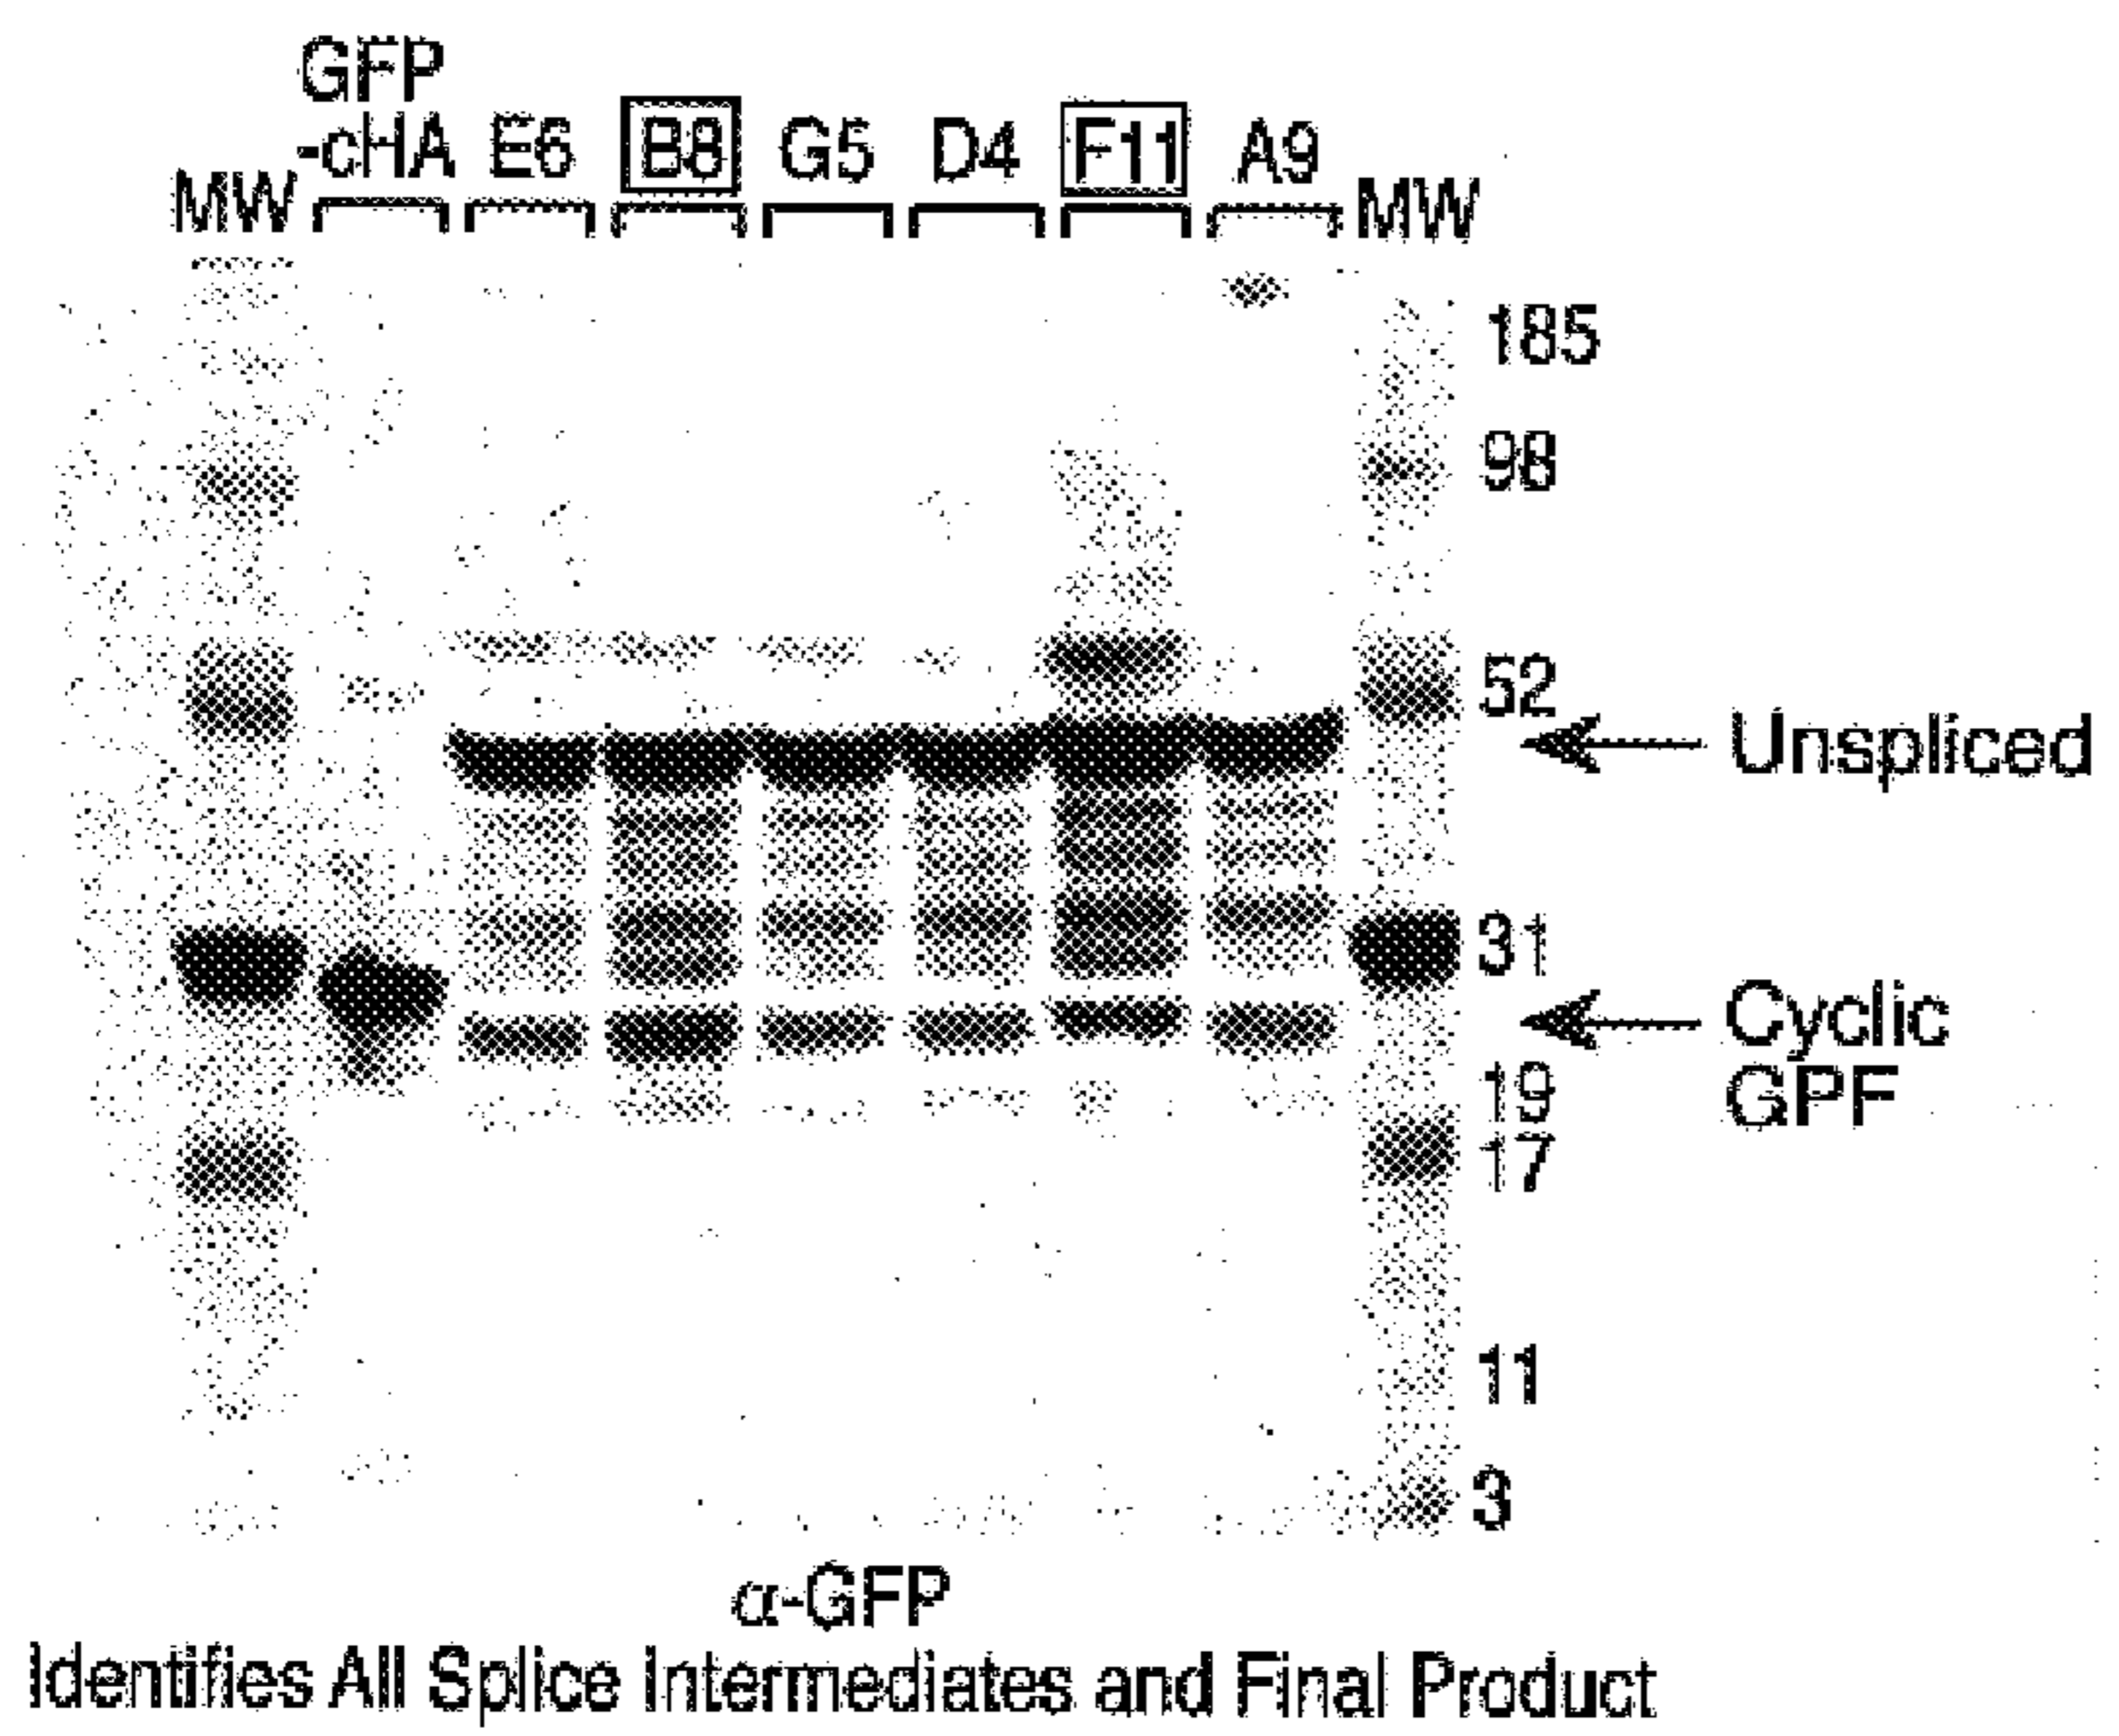 GFP
-cHA E6 B8 G5 D4 F11 A9
MW MW
185
98
52
Unspliced
31
Cyclic
GPF
19
17
11
3
α-GFP
Identifies All Splice Intermediates and Final Product